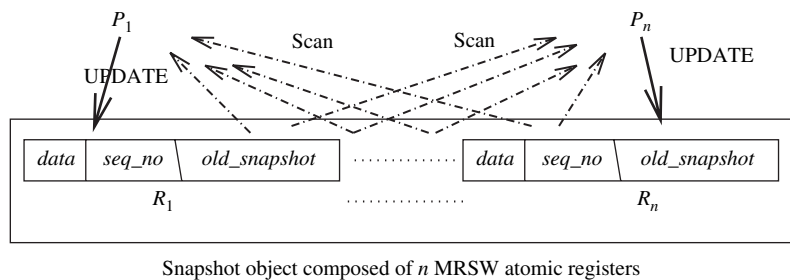 P1 Scan Scan Pn
UPDATE UPDATE
data seq_no old_snapshot data seq_no old_snapshot
R1 Rn
Snapshot object composed of n MRSW atomic registers